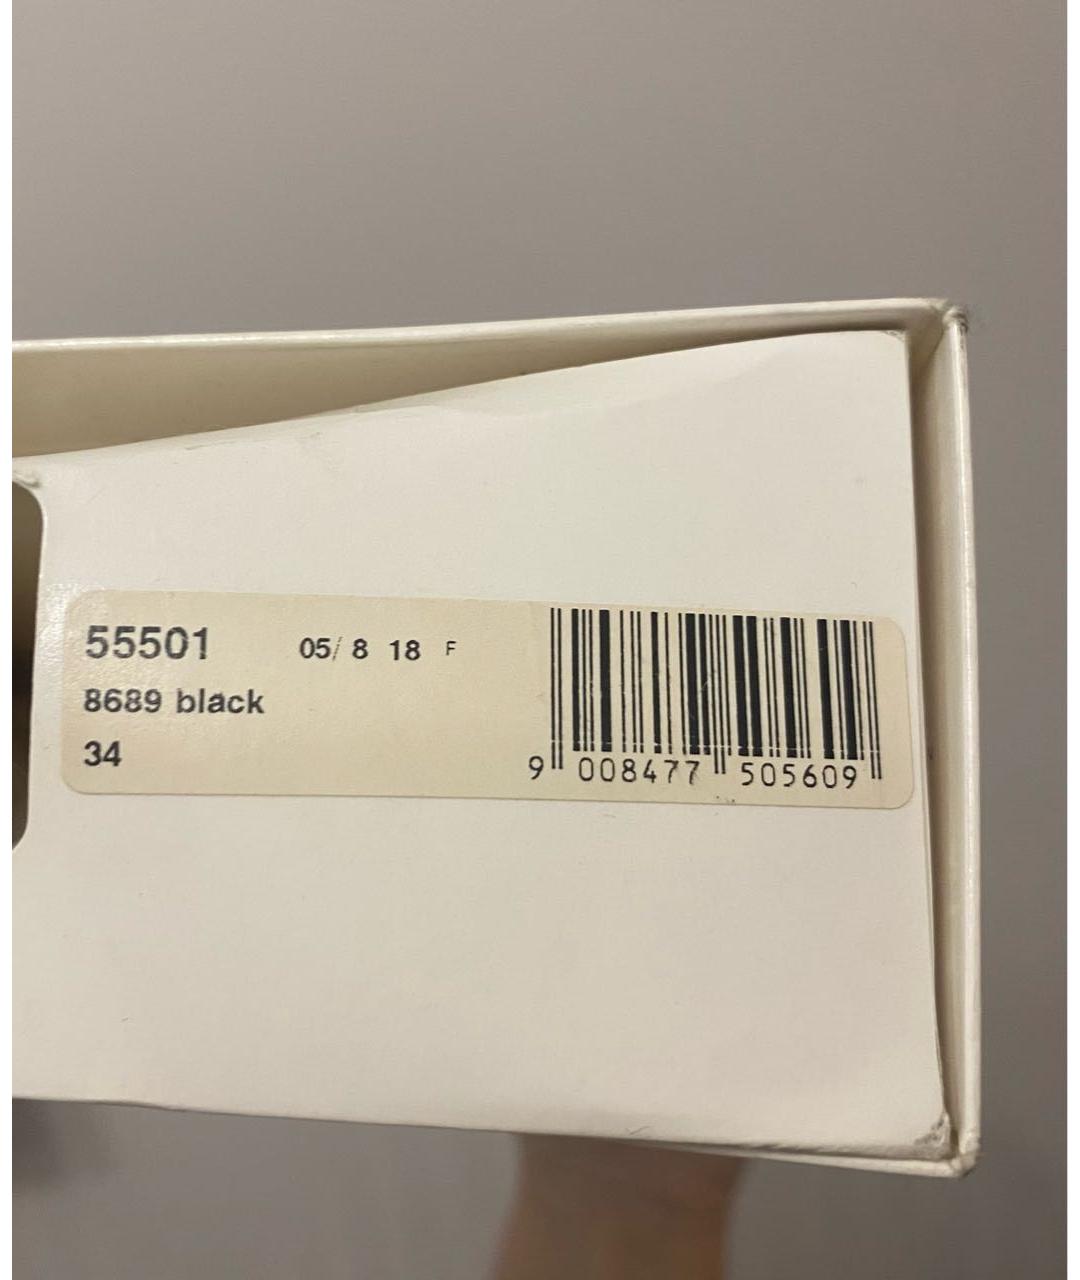 55501 05/ 8 18 F
8689 black
34
9 008477 505609